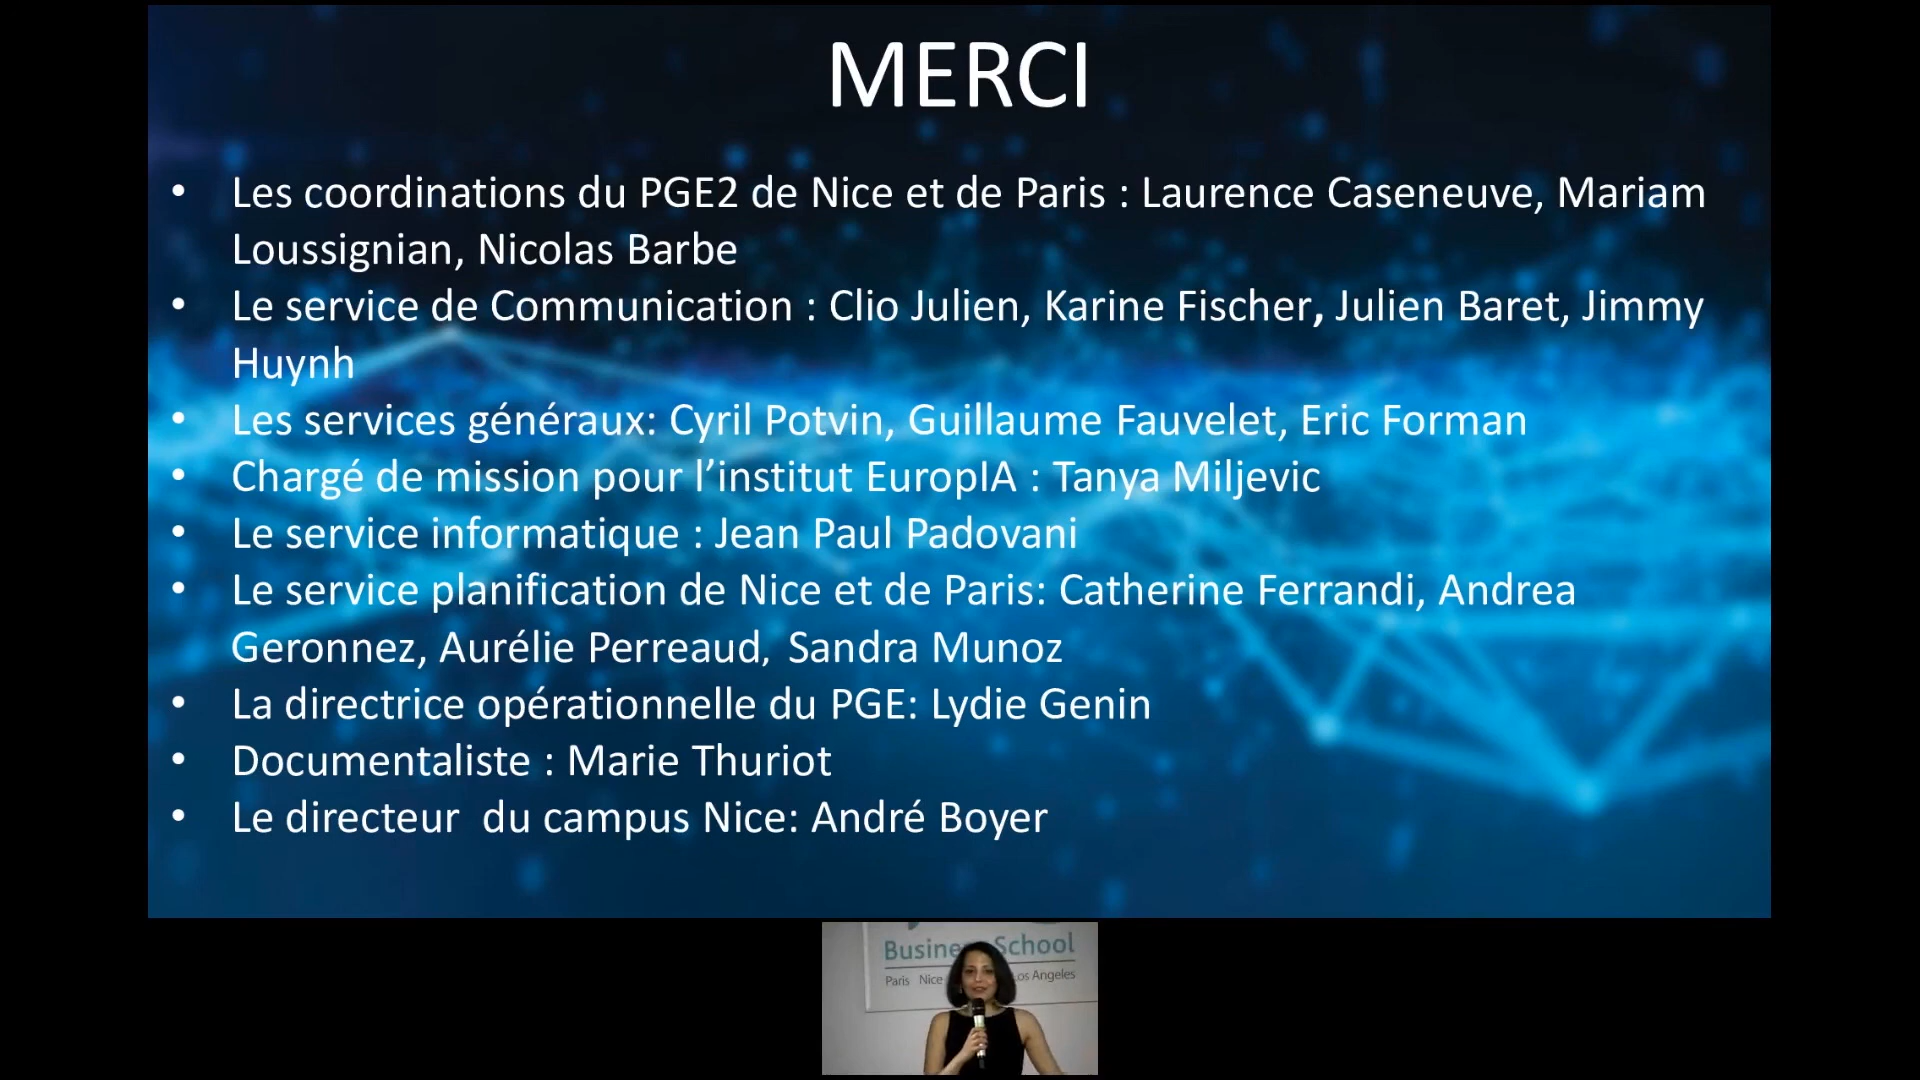 MERCI
• Les coordinations du PGE2 de Nice et de Paris : Laurence Caseneuve, Mariam
Loussignian, Nicolas Barbe
• Le service de Communication : Clio Julien, Karine Fischer, Julien Baret, Jimmy
Huynh
• Les services généraux: Cyril Potvin, Guillaume Fauvelet, Eric Forman
• Chargé de mission pour l’institut EuropIA : Tanya Miljevic
• Le service informatique : Jean Paul Padovani
• Le service planification de Nice et de Paris: Catherine Ferrandi, Andrea
Geronnez, Aurélie Perreaud, Sandra Munoz
• La directrice opérationnelle du PGE: Lydie Genin
• Documentaliste : Marie Thuriot
• Le directeur  du campus Nice: André Boyer
School
Paris Nice Angeles